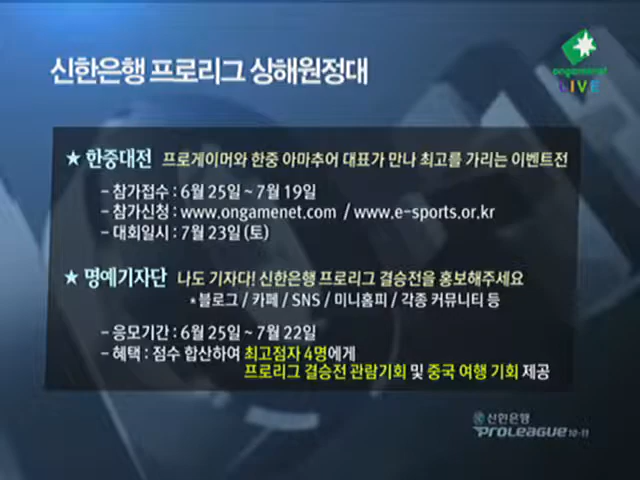 신한은행 프로리그 상해원정대
ongamenet
LIVE
★ 한중대전 프로게이머와 한중 아마추어 대표가 만나 최고를 가리는 이벤트전
- 참가접수 : 6월 25일 ~ 7월 19일
- 참가신청 : www.ongamenet.com / www.e-sports.or.kr
- 대회일시 : 7월 23일 (토)
★ 명예기자단 나도 기자다! 신한은행 프로리그 결승전을 홍보해주세요
*블로그 / 카페 / SNS / 미니홈피 / 각종 커뮤니티 등
- 응모기간 : 6월 25일 ~ 7월 22일
- 혜택 : 점수 합산하여 최고점자 4명에게
프로리그 결승전 관람기회 및 중국 여행 기회 제공
신한은행
PROLEAGUE 10-11